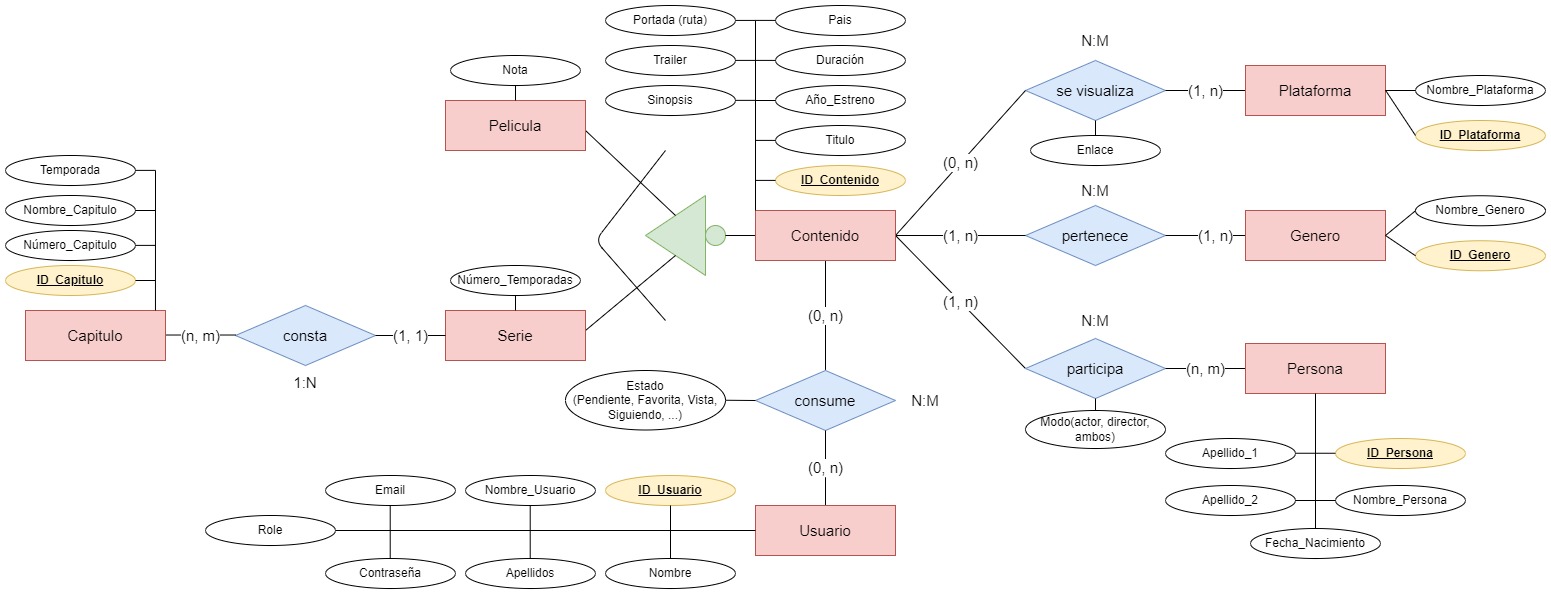 Portada (ruta)
Pais
Trailer
Duración
Sinopsis
Año_Estreno
Titulo
ID_Contenido
Contenido
Nota
Pelicula
Número_Temporadas
Serie
Temporada
Nombre_Capitulo
Número_Capitulo
ID_Capitulo
Capitulo
(n, m)
consta
1:N
(1, 1)
N:M
se visualiza
Enlace
(0, n)
(1, n)
Plataforma
Nombre_Plataforma
ID_Plataforma
N:M
(1, n)
pertenece
(1, n)
Genero
Nombre_Genero
ID_Genero
(1, n)
N:M
participa
Modo(actor, director,
ambos)
(n, m)
Persona
Apellido_1
ID_Persona
Apellido_2
Nombre_Persona
Fecha_Nacimiento
(0, n)
Estado
(Pendiente, Favorita, Vista,
Siguiendo, ...)
consume
N:M
(0, n)
Usuario
Email
Nombre_Usuario
ID_Usuario
Role
Contraseña
Apellidos
Nombre